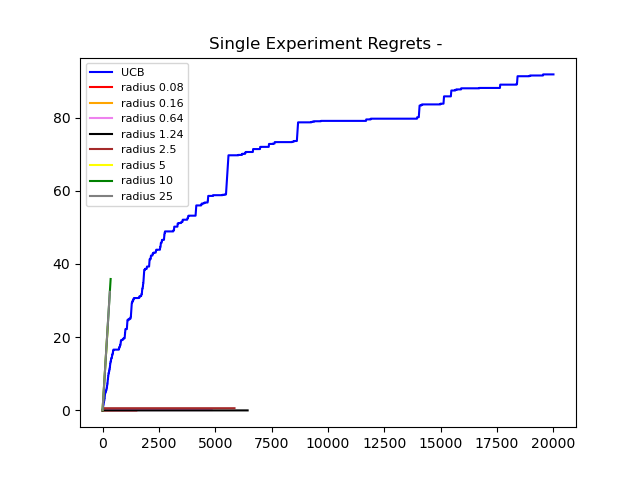 Single Experiment Regrets -
UCB
radius 0.08
radius 0.16
radius 0.64
radius 1.24
radius 2.5
radius 5
radius 10
radius 25
80
60
40
20
0
0 2500 5000 7500 10000 12500 15000 17500 20000